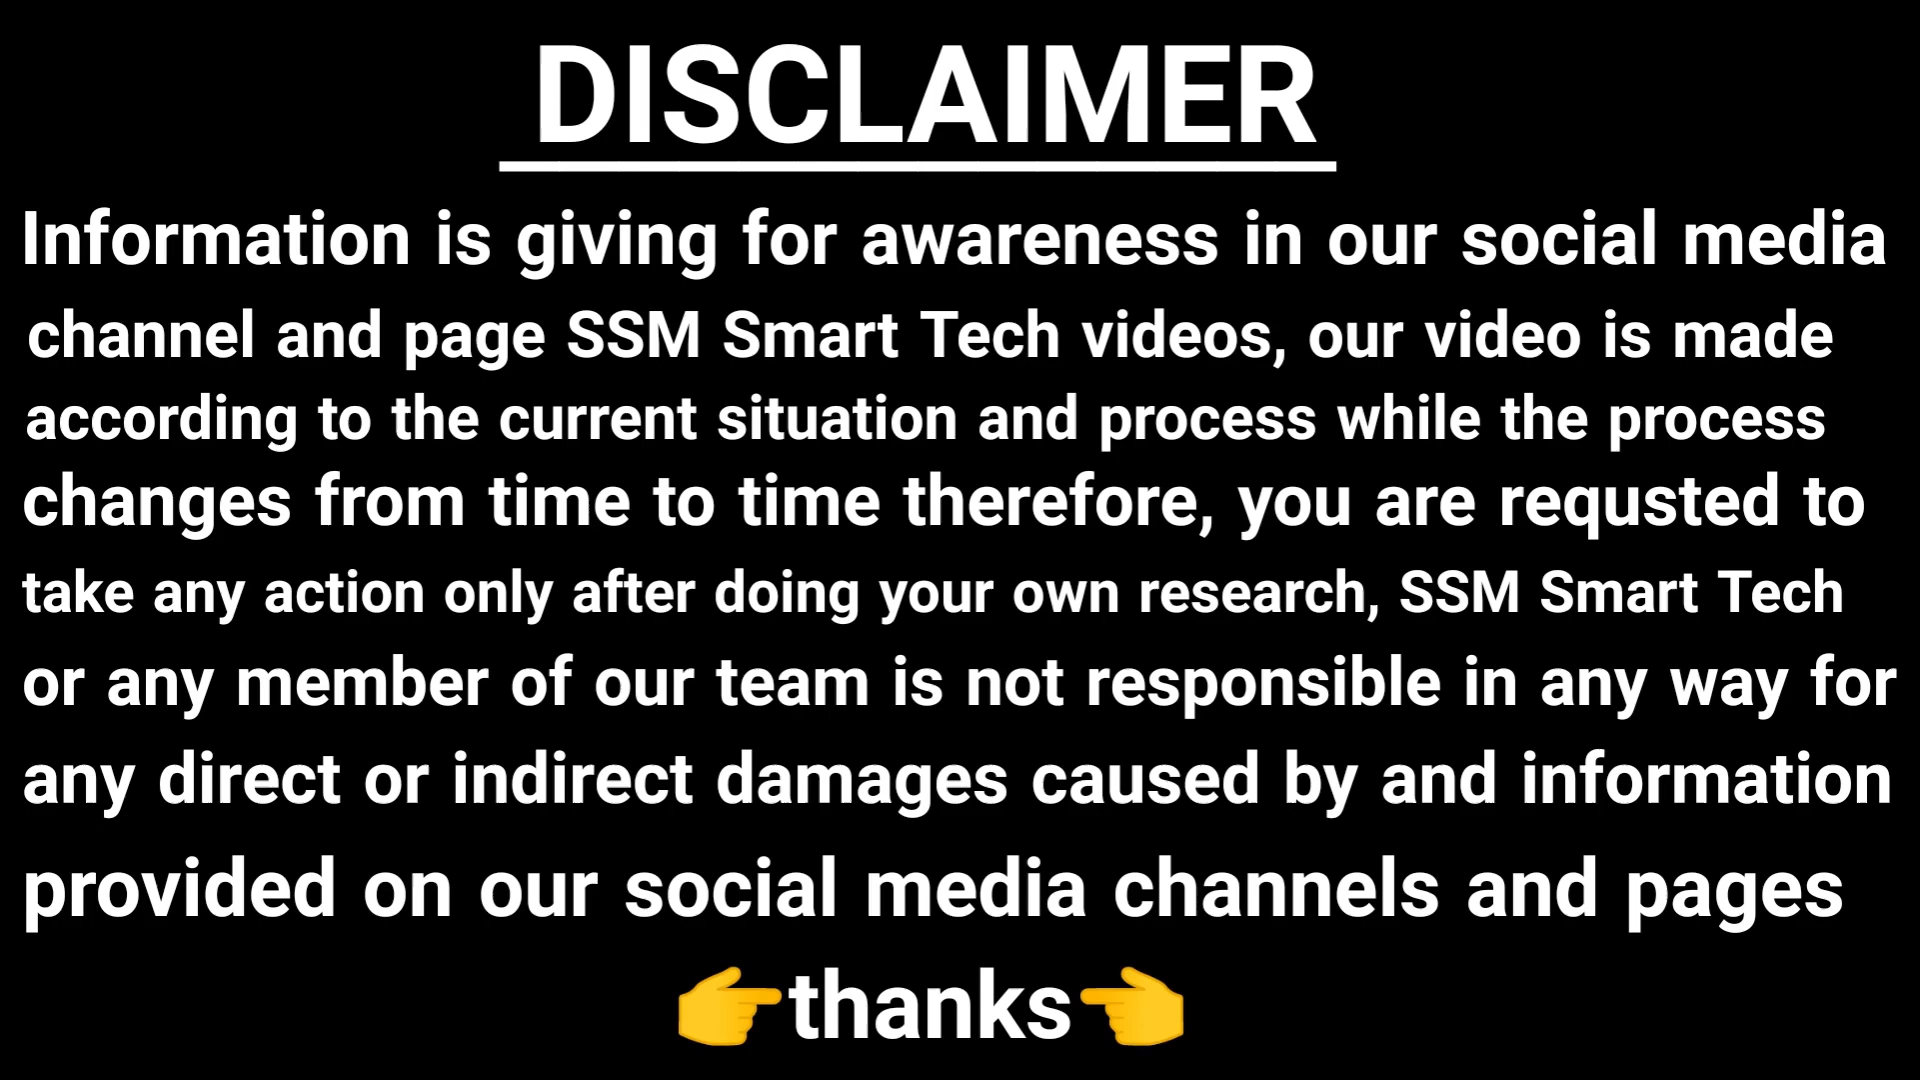 DISCLAIMER
Information is giving for awareness in our social media
channel and page SSM Smart Tech videos, our video is made
according to the current situation and process while the process
changes from time to time therefore, you are requsted to
take any action only after doing your own research, SSM Smart Tech
or any member of our team is not responsible in any way for
any direct or indirect damages caused by and information
provided on our social media channels and pages
👉thanks👈